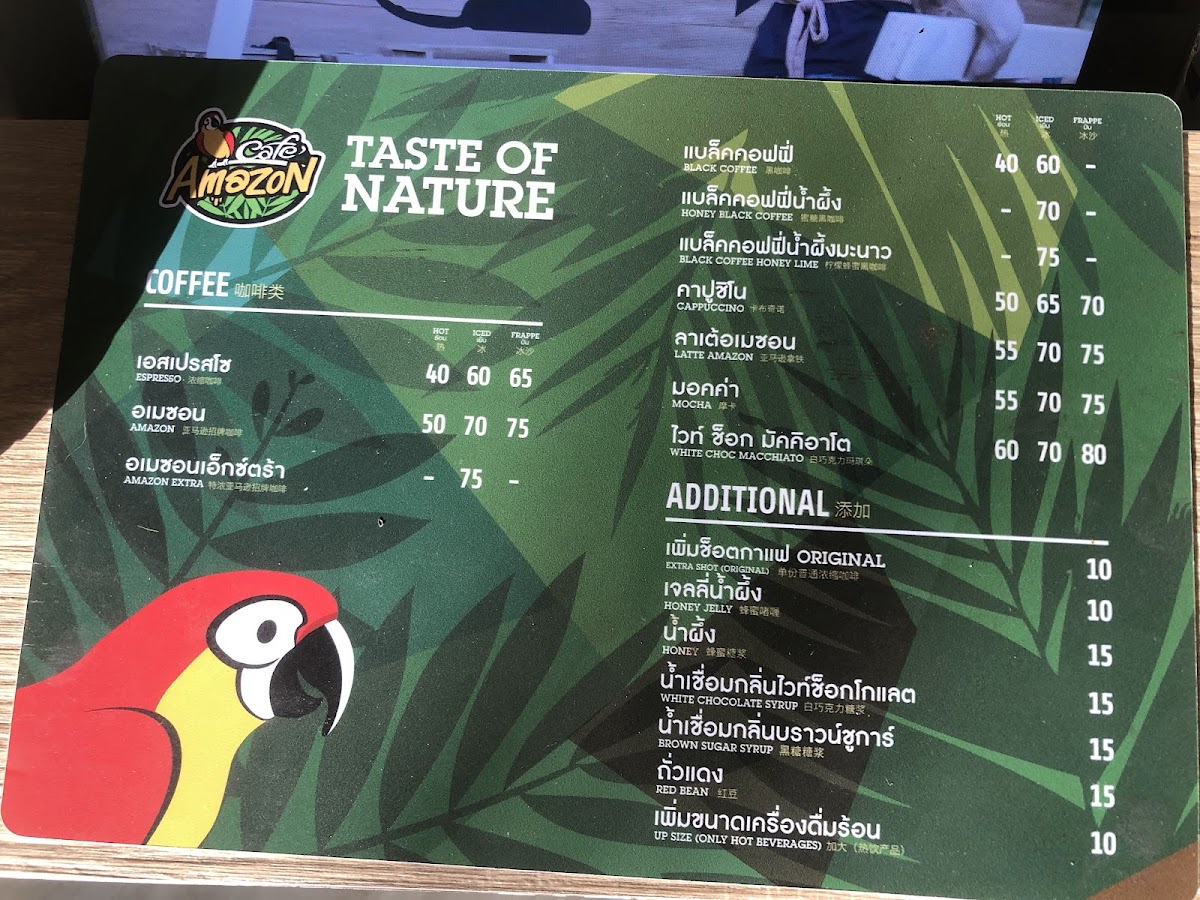 Café
Amazon
TASTE OF
NATURE
COFFEE 咖啡类
HOT ICED FRAPPE
ร้อน เย็น ปั่น
热 冰 冰沙
เอสเปรสโซ 40 60 65
ESPRESSO 浓缩咖啡
อเมซอน 50 70 75
AMAZON 亚马逊招牌咖啡
อเมซอนเอ็กซ์ตร้า - 75 -
AMAZON EXTRA 特浓亚马逊招牌咖啡
HOT ICED FRAPPE
ร้อน เย็น ปั่น
热 冰 冰沙
แบล็คคอฟฟี่ 40 60 -
BLACK COFFEE 黑咖啡
แบล็คคอฟฟี่น้ำผึ้ง - 70 -
HONEY BLACK COFFEE 蜜糖黑咖啡
แบล็คคอฟฟี่น้ำผึ้งมะนาว - 75 -
BLACK COFFEE HONEY LIME 柠檬蜂蜜黑咖啡
คาปูชิโน 50 65 70
CAPPUCCINO 卡布奇诺
ลาเต้อเมซอน 55 70 75
LATTE AMAZON 亚马逊拿铁
มอคค่า 55 70 75
MOCHA 摩卡
ไวท์ ช็อก มัคคิอาโต 60 70 80
WHITE CHOC MACCHIATO 白巧克力玛琪朵
ADDITIONAL 添加
เพิ่มช็อตกาแฟ ORIGINAL 10
EXTRA SHOT (ORIGINAL) 单份普通浓缩咖啡
เจลลี่น้ำผึ้ง 10
HONEY JELLY 蜂蜜啫喱
น้ำผึ้ง 15
HONEY 蜂蜜糖浆
น้ำเชื่อมกลิ่นไวท์ช็อกโกแลต 15
WHITE CHOCOLATE SYRUP 白巧克力糖浆
น้ำเชื่อมกลิ่นบราวน์ชูการ์ 15
BROWN SUGAR SYRUP 黑糖糖浆
ถั่วแดง 15
RED BEAN 红豆
เพิ่มขนาดเครื่องดื่มร้อน 10
UP SIZE (ONLY HOT BEVERAGES) 加大 (热饮产品)